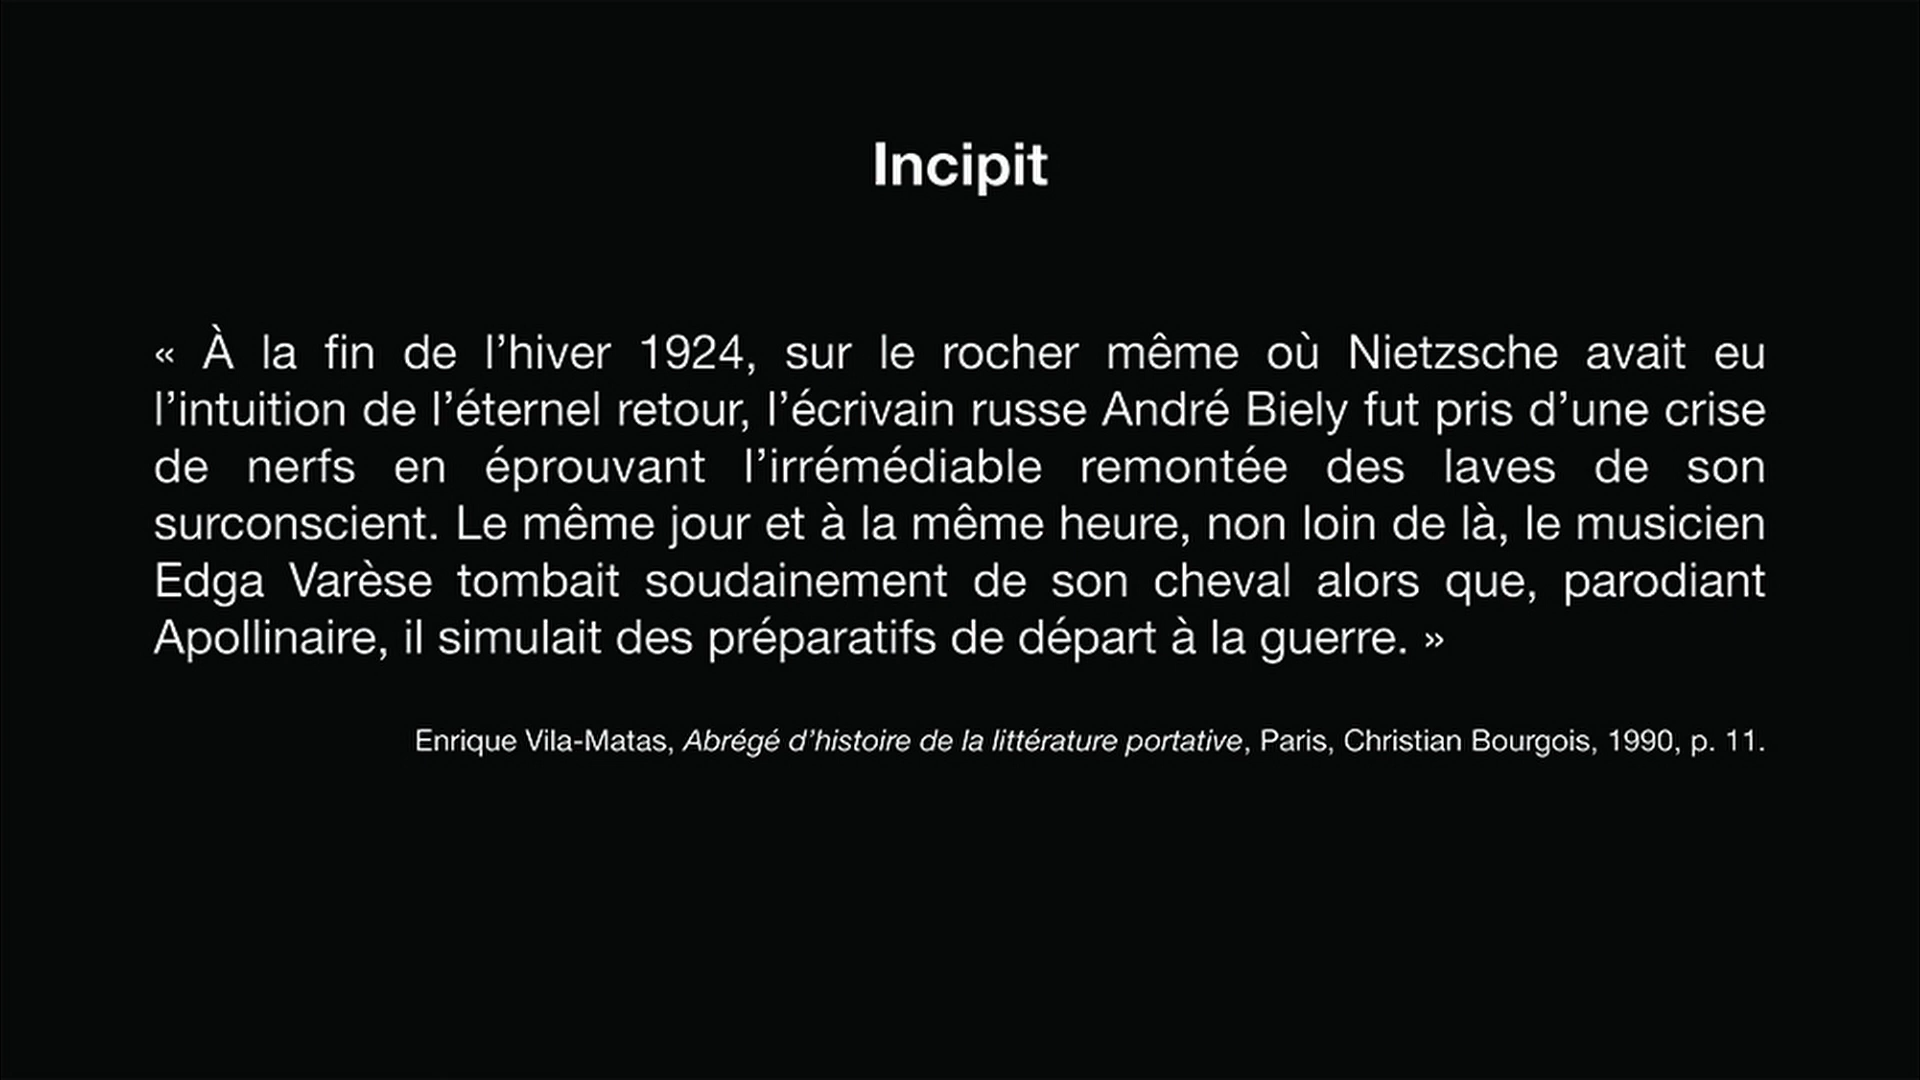 Incipit
« À la fin de l’hiver 1924, sur le rocher même où Nietzsche avait eu
l’intuition de l’éternel retour, l’écrivain russe André Biely fut pris d’une crise
de nerfs en éprouvant l’irrémédiable remontée des laves de son
surconscient. Le même jour et à la même heure, non loin de là, le musicien
Edga Varèse tombait soudainement de son cheval alors que, parodiant
Apollinaire, il simulait des préparatifs de départ à la guerre. »
Enrique Vila-Matas, Abrégé d’histoire de la littérature portative, Paris, Christian Bourgois, 1990, p. 11.